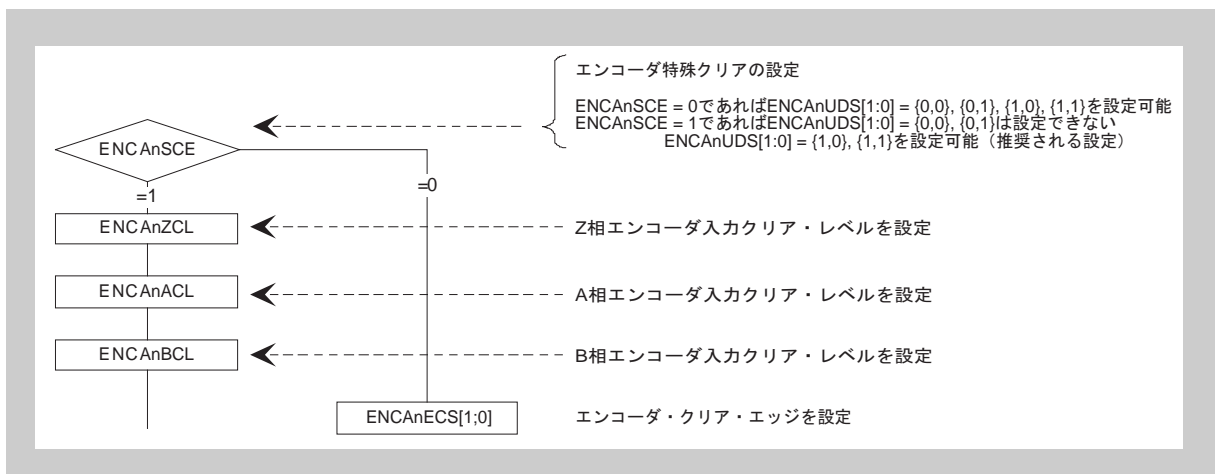 エンコーダ特殊クリアの設定
ENCAnSCE = 0であればENCAnUDS[1:0] = {0,0}, {0,1}, {1,0}, {1,1}を設定可能
ENCAnSCE = 1であればENCAnUDS[1:0] = {0,0}, {0,1}は設定できない
ENCAnUDS[1:0] = {1,0}, {1,1}を設定可能（推奨される設定）
ENCAnSCE
=0
=1
ENCAnZCL
Z相エンコーダ入力クリア・レベルを設定
ENCAnACL
A相エンコーダ入力クリア・レベルを設定
ENCAnBCL
B相エンコーダ入力クリア・レベルを設定
ENCAnECS[1;0]
エンコーダ・クリア・エッジを設定